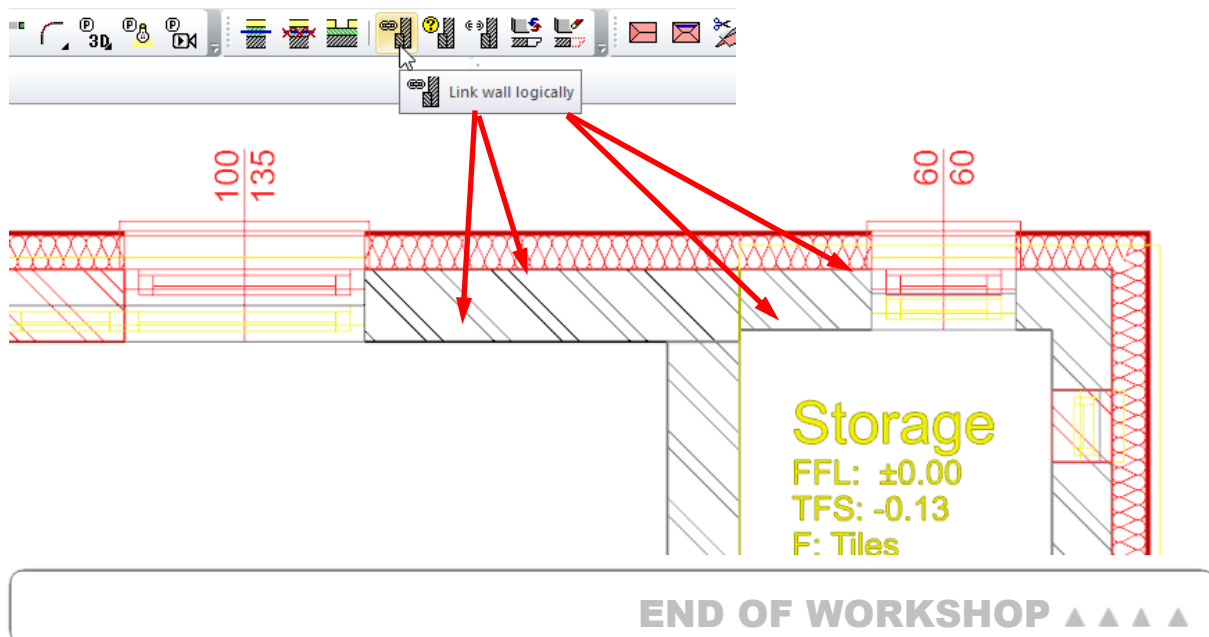 P P P
3D
Link wall logically
100
135
60
60
Storage
FFL: ±0.00
TFS: -0.13
F: Tiles
END OF WORKSHOP ▲ ▲ ▲ ▲